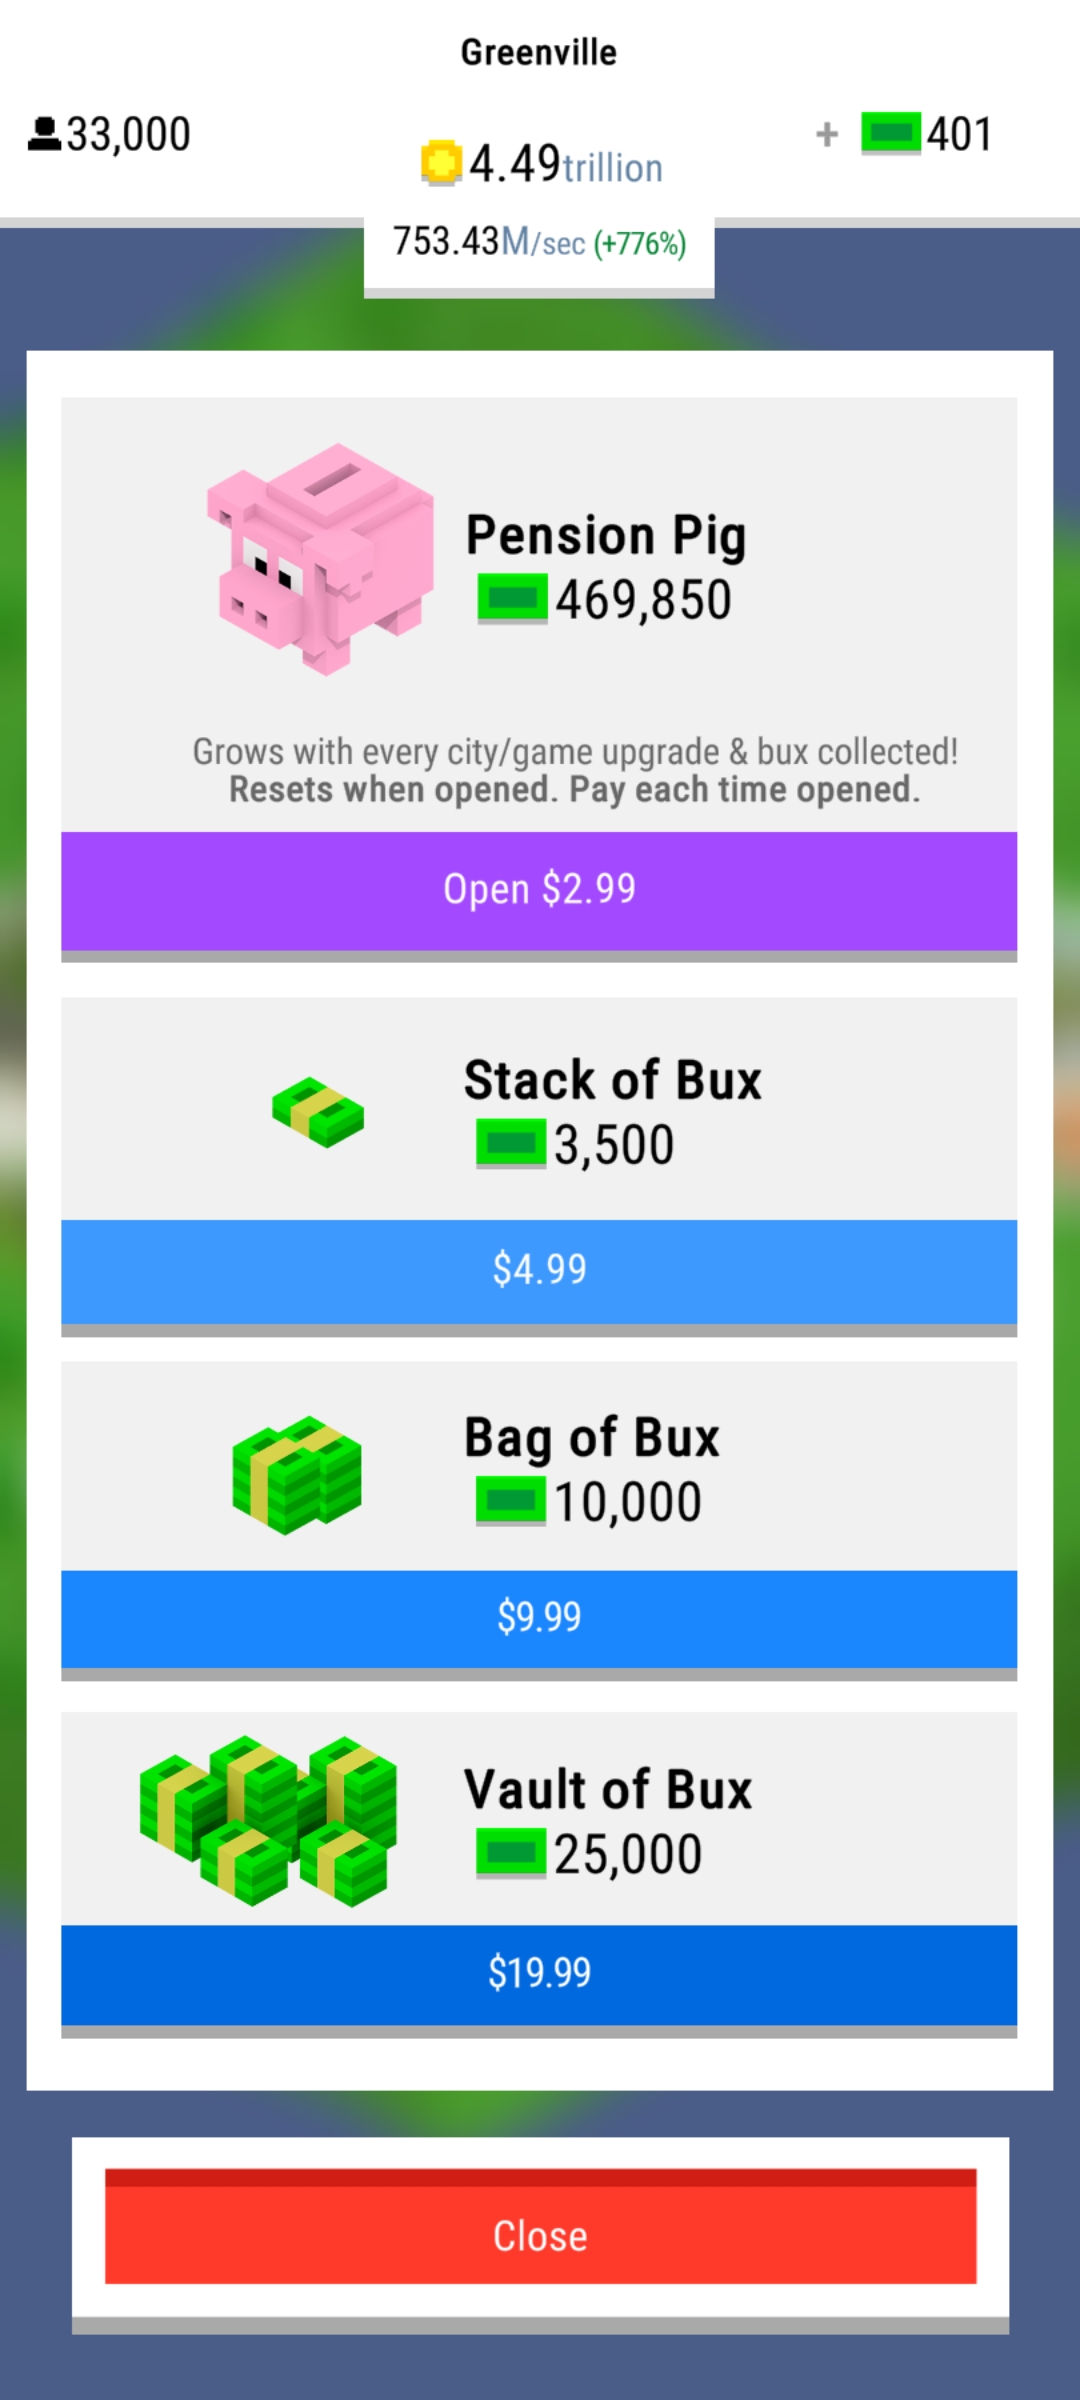 Greenville
33,000
4.49trillion
+ 401
753.43M/sec (+776%)
Pension Pig
469,850
Grows with every city/game upgrade & bux collected!
Resets when opened. Pay each time opened.
Open $2.99
Stack of Bux
3,500
$4.99
Bag of Bux
10,000
$9.99
Vault of Bux
25,000
$19.99
Close